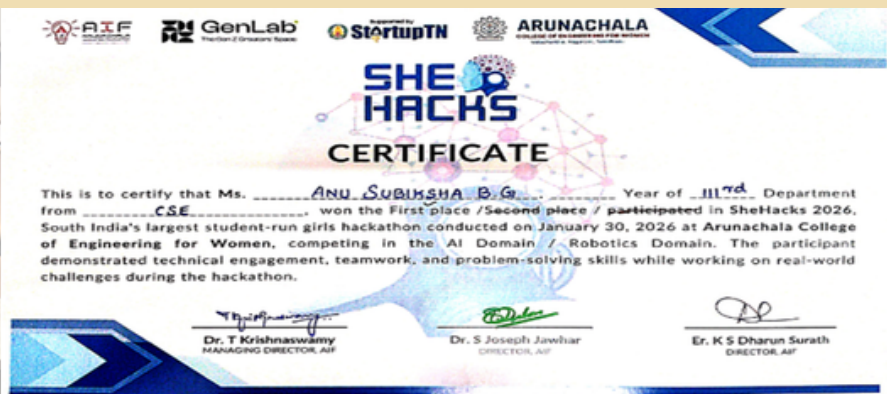 AIF
GenLab
The Gen Z Creators' Space
Supported by
StartupTN
ARUNACHALA
COLLEGE OF ENGINEERING FOR WOMEN
SHE
HACKS
CERTIFICATE
This is to certify that Ms. ANU SUBIKSHA B.G. Year of IIIrd Department
from CSE, won the First place /Second place / participated in SheHacks 2026,
South India's largest student-run girls hackathon conducted on January 30, 2026 at Arunachala College
of Engineering for Women, competing in the AI Domain / Robotics Domain. The participant
demonstrated technical engagement, teamwork, and problem-solving skills while working on real-world
challenges during the hackathon.
Dr. T Krishnaswamy
MANAGING DIRECTOR, AIF
Dr. S Joseph Jawhar
DIRECTOR, AIF
Er. K S Dharun Surath
DIRECTOR, AIF